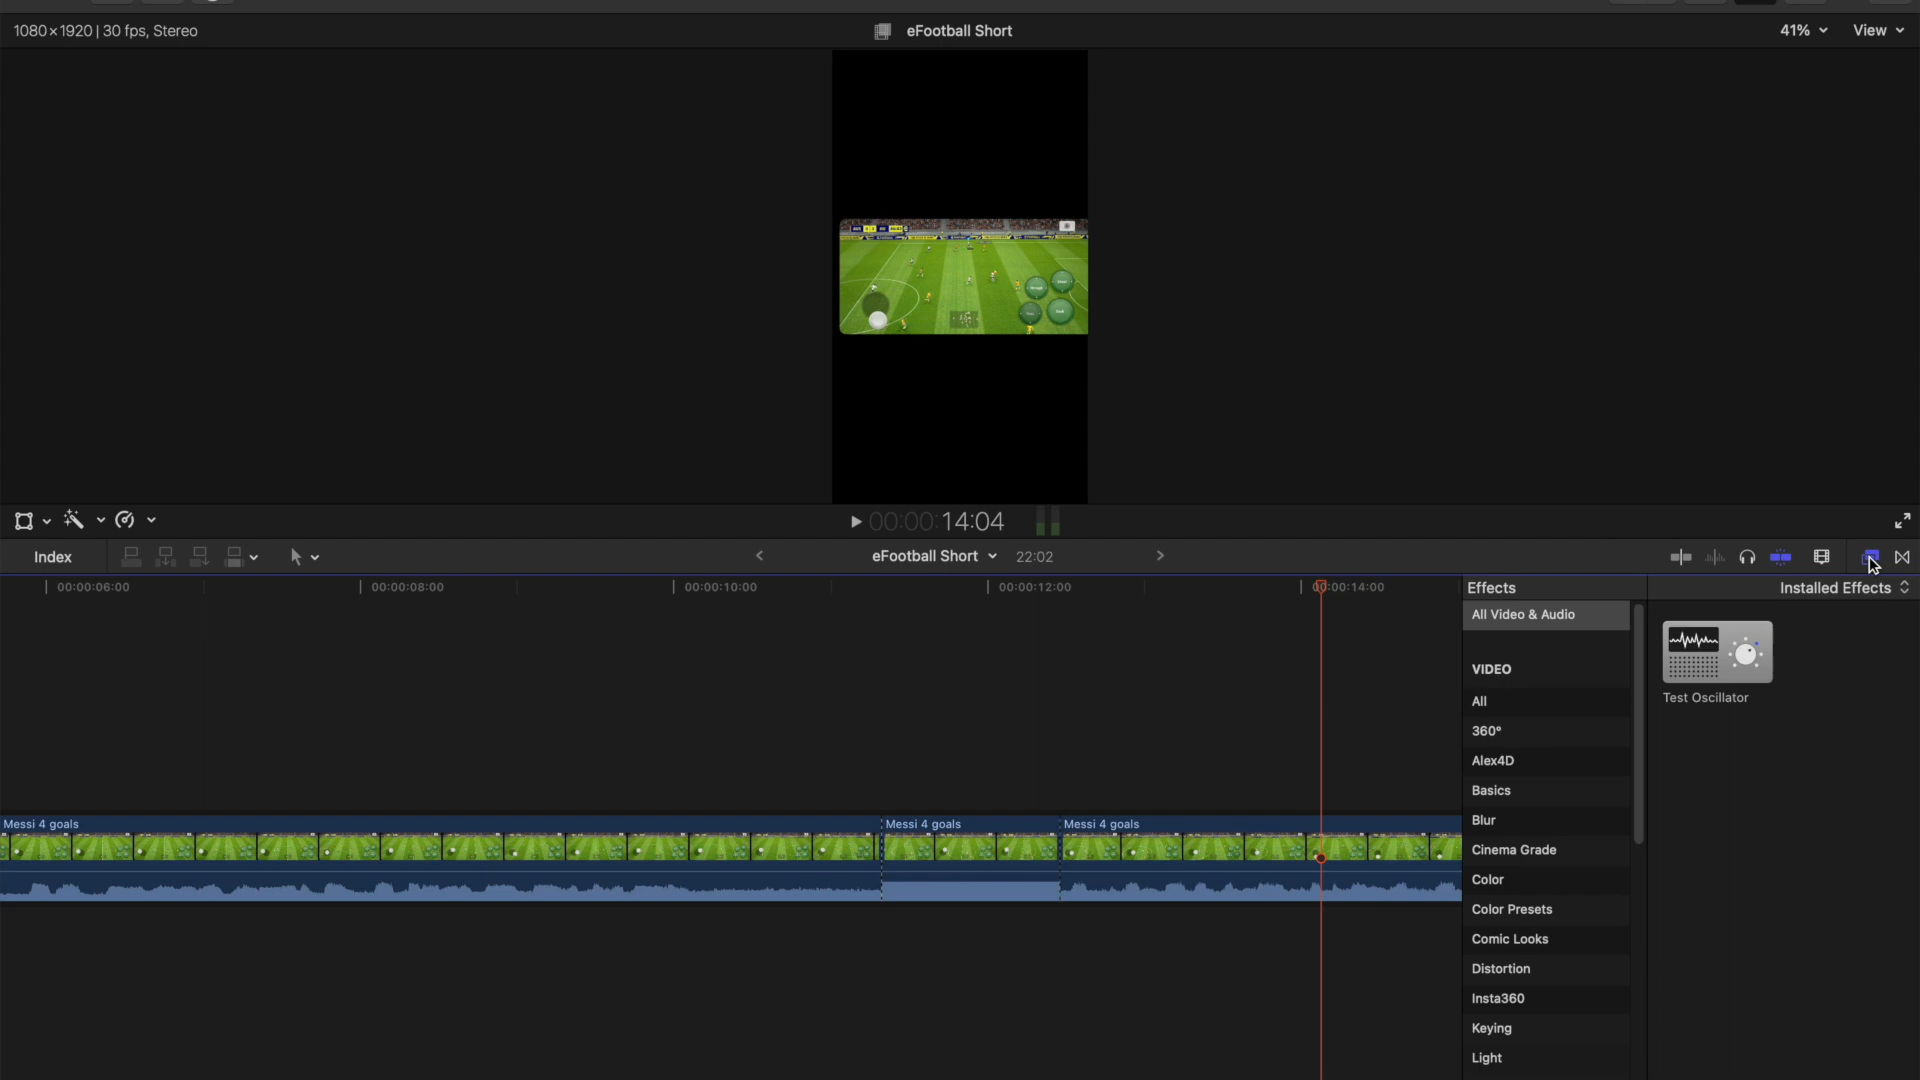 1080×1920 | 30 fps, Stereo
eFootball Short
41%
View
00:00:14:04
Index
eFootball Short
22:02
00:00:06:00
00:00:08:00
00:00:10:00
00:00:12:00
00:00:14:00
Effects
Installed Effects
All Video & Audio
VIDEO
All
360°
Alex4D
Basics
Blur
Cinema Grade
Color
Color Presets
Comic Looks
Distortion
Insta360
Keying
Light
Test Oscillator
Messi 4 goals
Messi 4 goals
Messi 4 goals